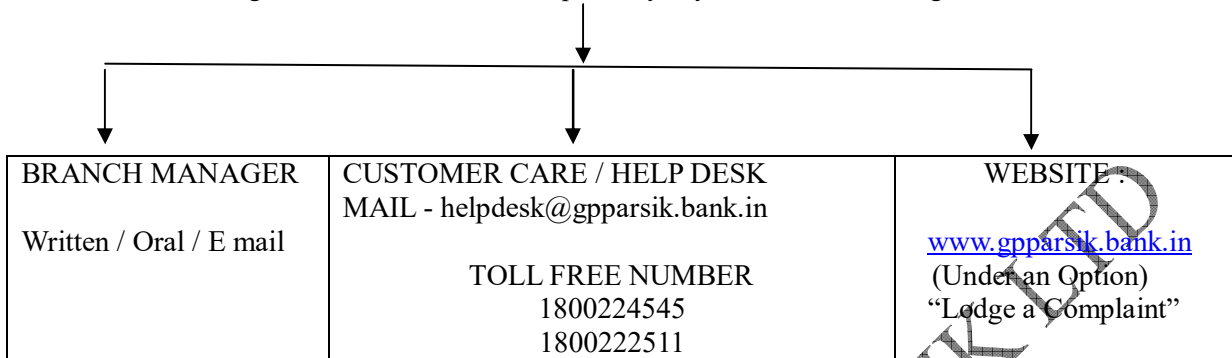 BRANCH MANAGER
Written / Oral / E mail
CUSTOMER CARE / HELP DESK
MAIL - helpdesk@gpparsik.bank.in
TOLL FREE NUMBER
1800224545
1800222511
WEBSITE :
www.gpparsik.bank.in
(Under an Option)
“Lodge a Complaint”
LTD